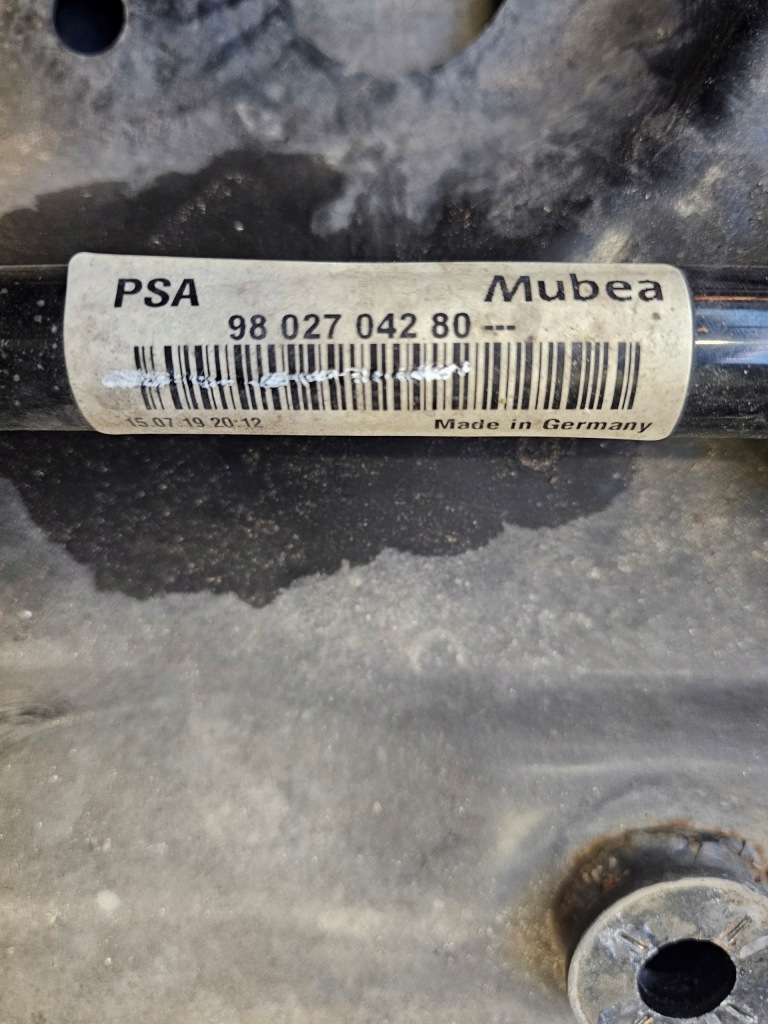 PSA Mubea
98 027 042 80 ---
15.07.19 20:12 Made in Germany